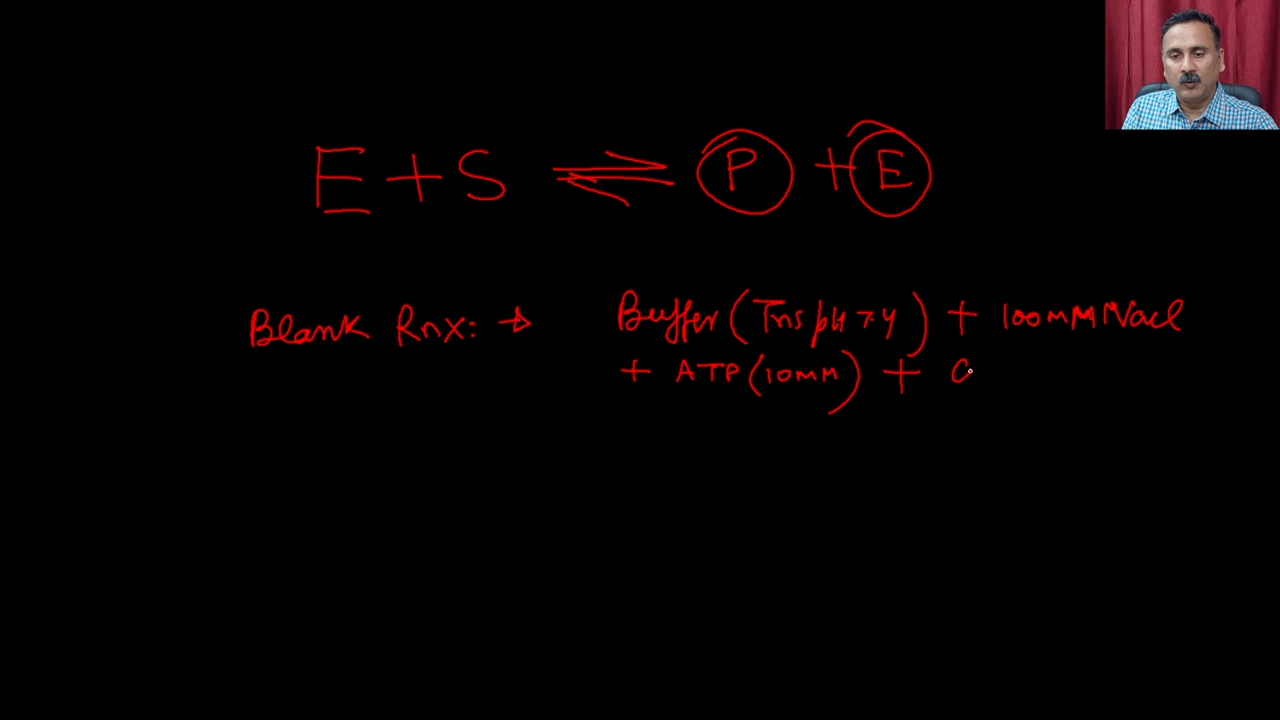 E + S ⇌ P + E
Blank Rnx: → Buffer (Tris pH 7.4) + 100mM Nacl
+ ATP (10mM) + C